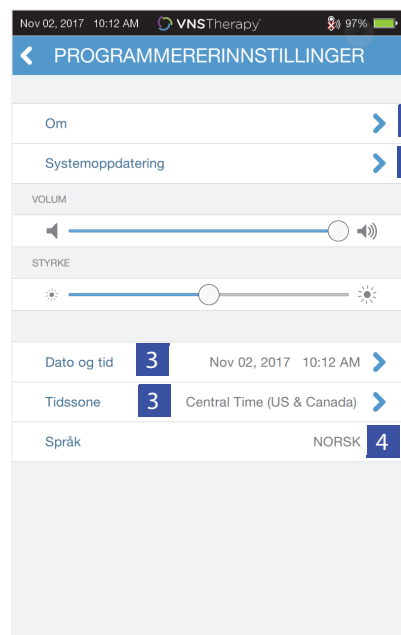 Nov 02, 2017 10:12 AM VNSTherapy 97%
PROGRAMMERERINNSTILLINGER
Om
Systemoppdatering
VOLUM
STYRKE
Dato og tid 3 Nov 02, 2017 10:12 AM
Tidssone 3 Central Time (US & Canada)
Språk NORSK 4